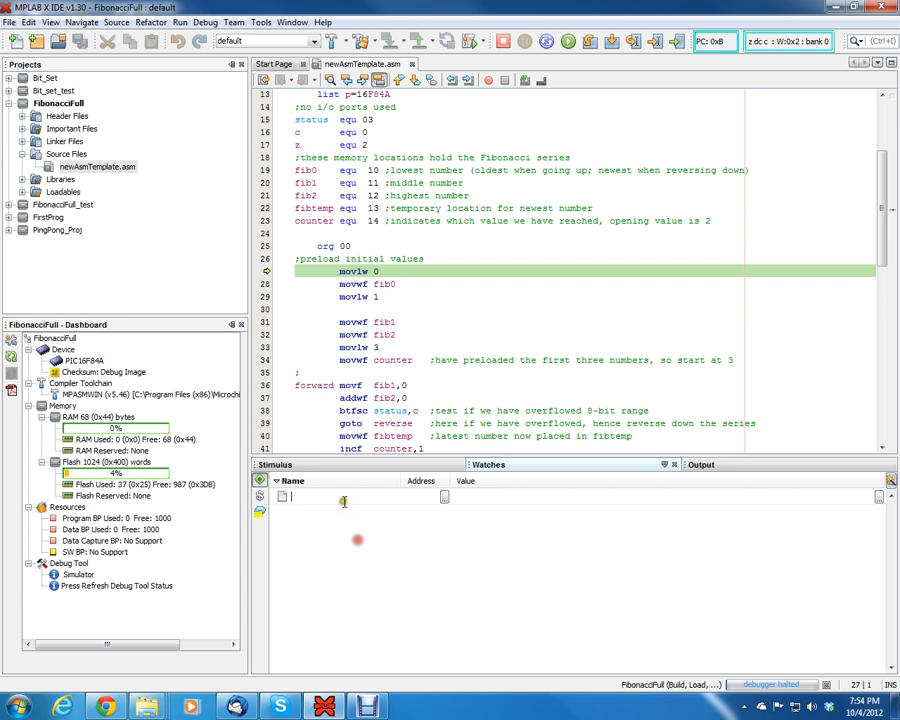 MPLAB X IDE v1.30 - FibonacciFull : default
File Edit View Navigate Source Refactor Run Debug Team Tools Window Help
default PC: 0xB z dc c : W:0x2 : bank 0 (Ctrl+I)
Projects
Bit_Set
Bit_set_test
FibonacciFull
Header Files
Important Files
Linker Files
Source Files
newAsmTemplate.asm
Libraries
Loadables
FibonacciFull_test
FirstProg
PingPong_Proj
FibonacciFull - Dashboard
FibonacciFull
Device
PIC16F84A
Checksum: Debug Image
Compiler Toolchain
MPASMWIN (v5.46) [C:\Program Files (x86)\Microchi
Memory
RAM 68 (0x44) bytes
0%
RAM Used: 0 (0x0) Free: 68 (0x44)
RAM Reserved: None
Flash 1024 (0x400) words
4%
Flash Used: 37 (0x25) Free: 987 (0x3DB)
Flash Reserved: None
Resources
Program BP Used: 0 Free: 1000
Data BP Used: 0 Free: 1000
Data Capture BP: No Support
SW BP: No Support
Debug Tool
Simulator
Press Refresh Debug Tool Status
Start Page newAsmTemplate.asm
13 list p=16F84A
14 ;no i/o ports used
15 status equ 03
16 c equ 0
17 z equ 2
18 ;these memory locations hold the Fibonacci series
19 fib0 equ 10 ;lowest number (oldest when going up; newest when reversing down)
20 fib1 equ 11 ;middle number
21 fib2 equ 12 ;highest number
22 fibtemp equ 13 ;temporary location for newest number
23 counter equ 14 ;indicates which value we have reached, opening value is 2
24
25 org 00
26 ;preload initial values
movlw 0
28 movwf fib0
29 movlw 1
30
31 movwf fib1
32 movwf fib2
33 movlw 3
34 movwf counter ;have preloaded the first three numbers, so start at 3
35 ;
36 forward movf fib1,0
37 addwf fib2,0
38 btfsc status,c ;test if we have overflowed 8-bit range
39 goto reverse ;here if we have overflowed, hence reverse down the series
40 movwf fibtemp ;latest number now placed in fibtemp
41 incf counter,1
Stimulus Watches Output
Name Address Value
FibonacciFull (Build, Load, ...) debugger halted 27 | 1 INS
7:54 PM
10/4/2012